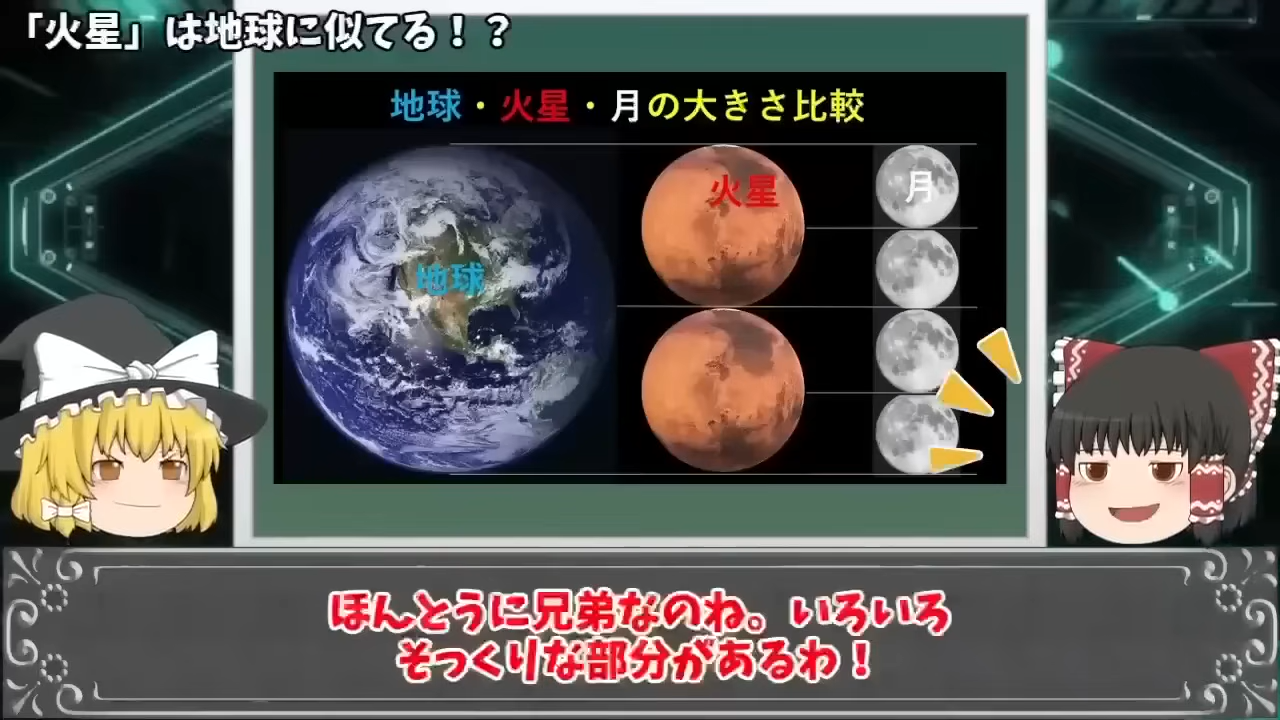 「火星」は地球に似てる！？
地球・火星・月の大きさ比較
地球
火星
月
ほんとうに兄弟なのね。いろいろ
そっくりな部分があるわ！